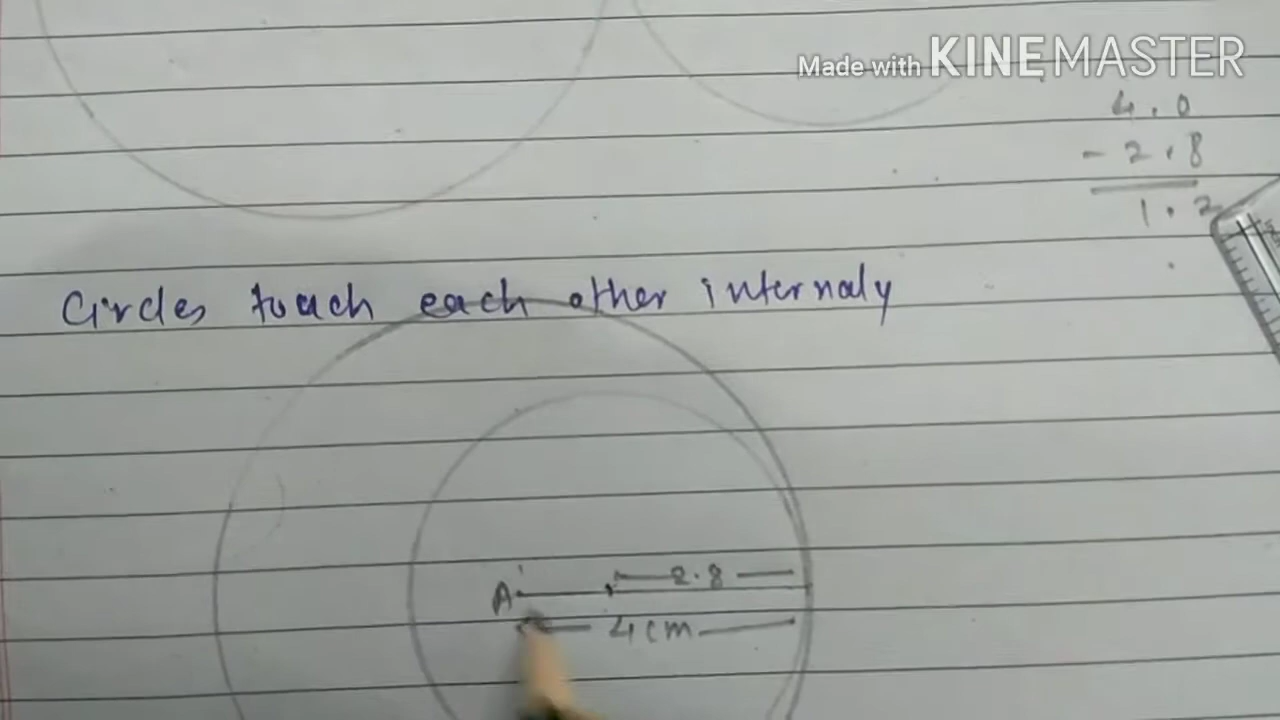 Made with KINEMASTER
4.0
- 2.8
1.2
Circles touch each other internaly
2.8
A
4cm